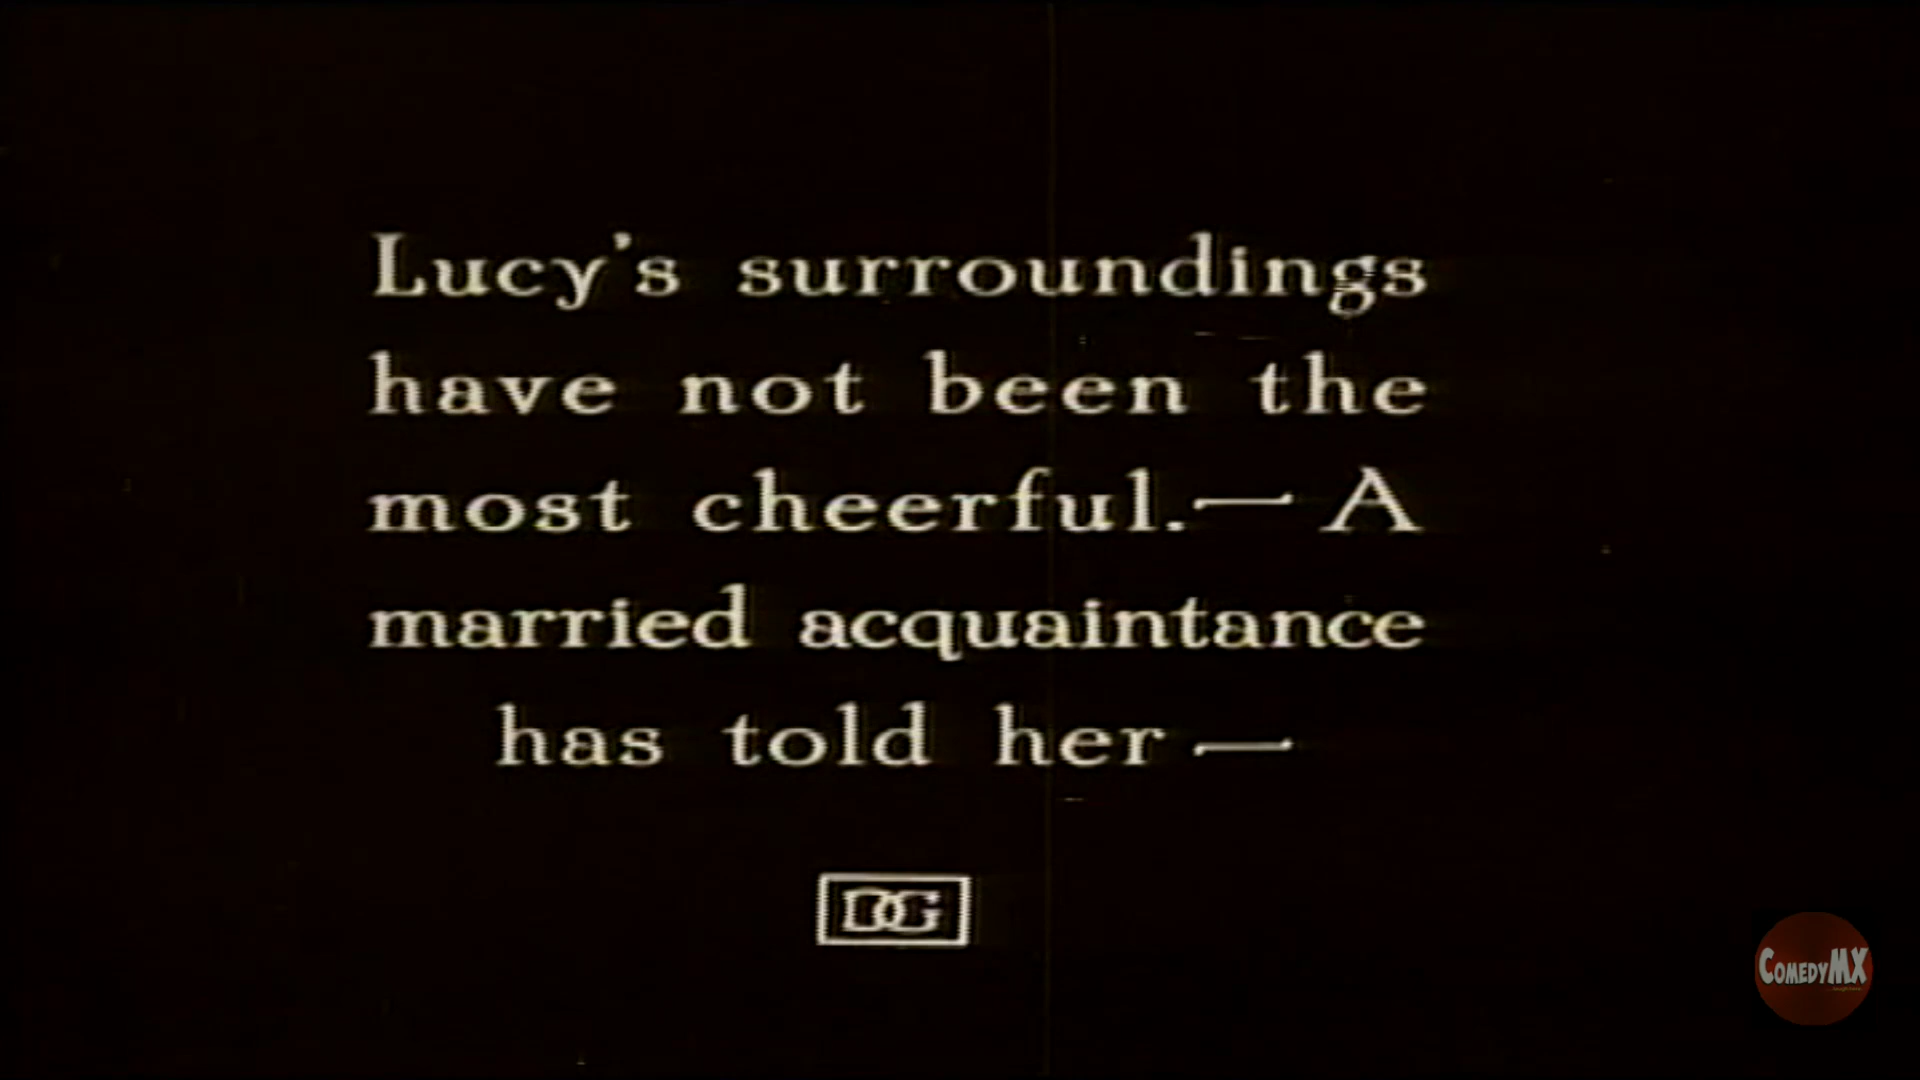 Lucy's surroundings
have not been the
most cheerful.— A
married acquaintance
has told her —
DG
COMEDYMX